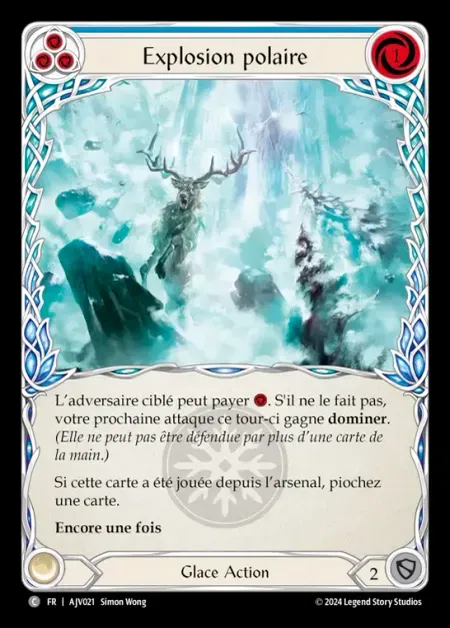 Explosion polaire
1
L'adversaire ciblé peut payer . S'il ne le fait pas,
votre prochaine attaque ce tour-ci gagne dominer.
(Elle ne peut pas être défendue par plus d'une carte de
la main.)
Si cette carte a été jouée depuis l'arsenal, piochez
une carte.
Encore une fois
Glace Action
2
C FR | AJV021 Simon Wong
© 2024 Legend Story Studios